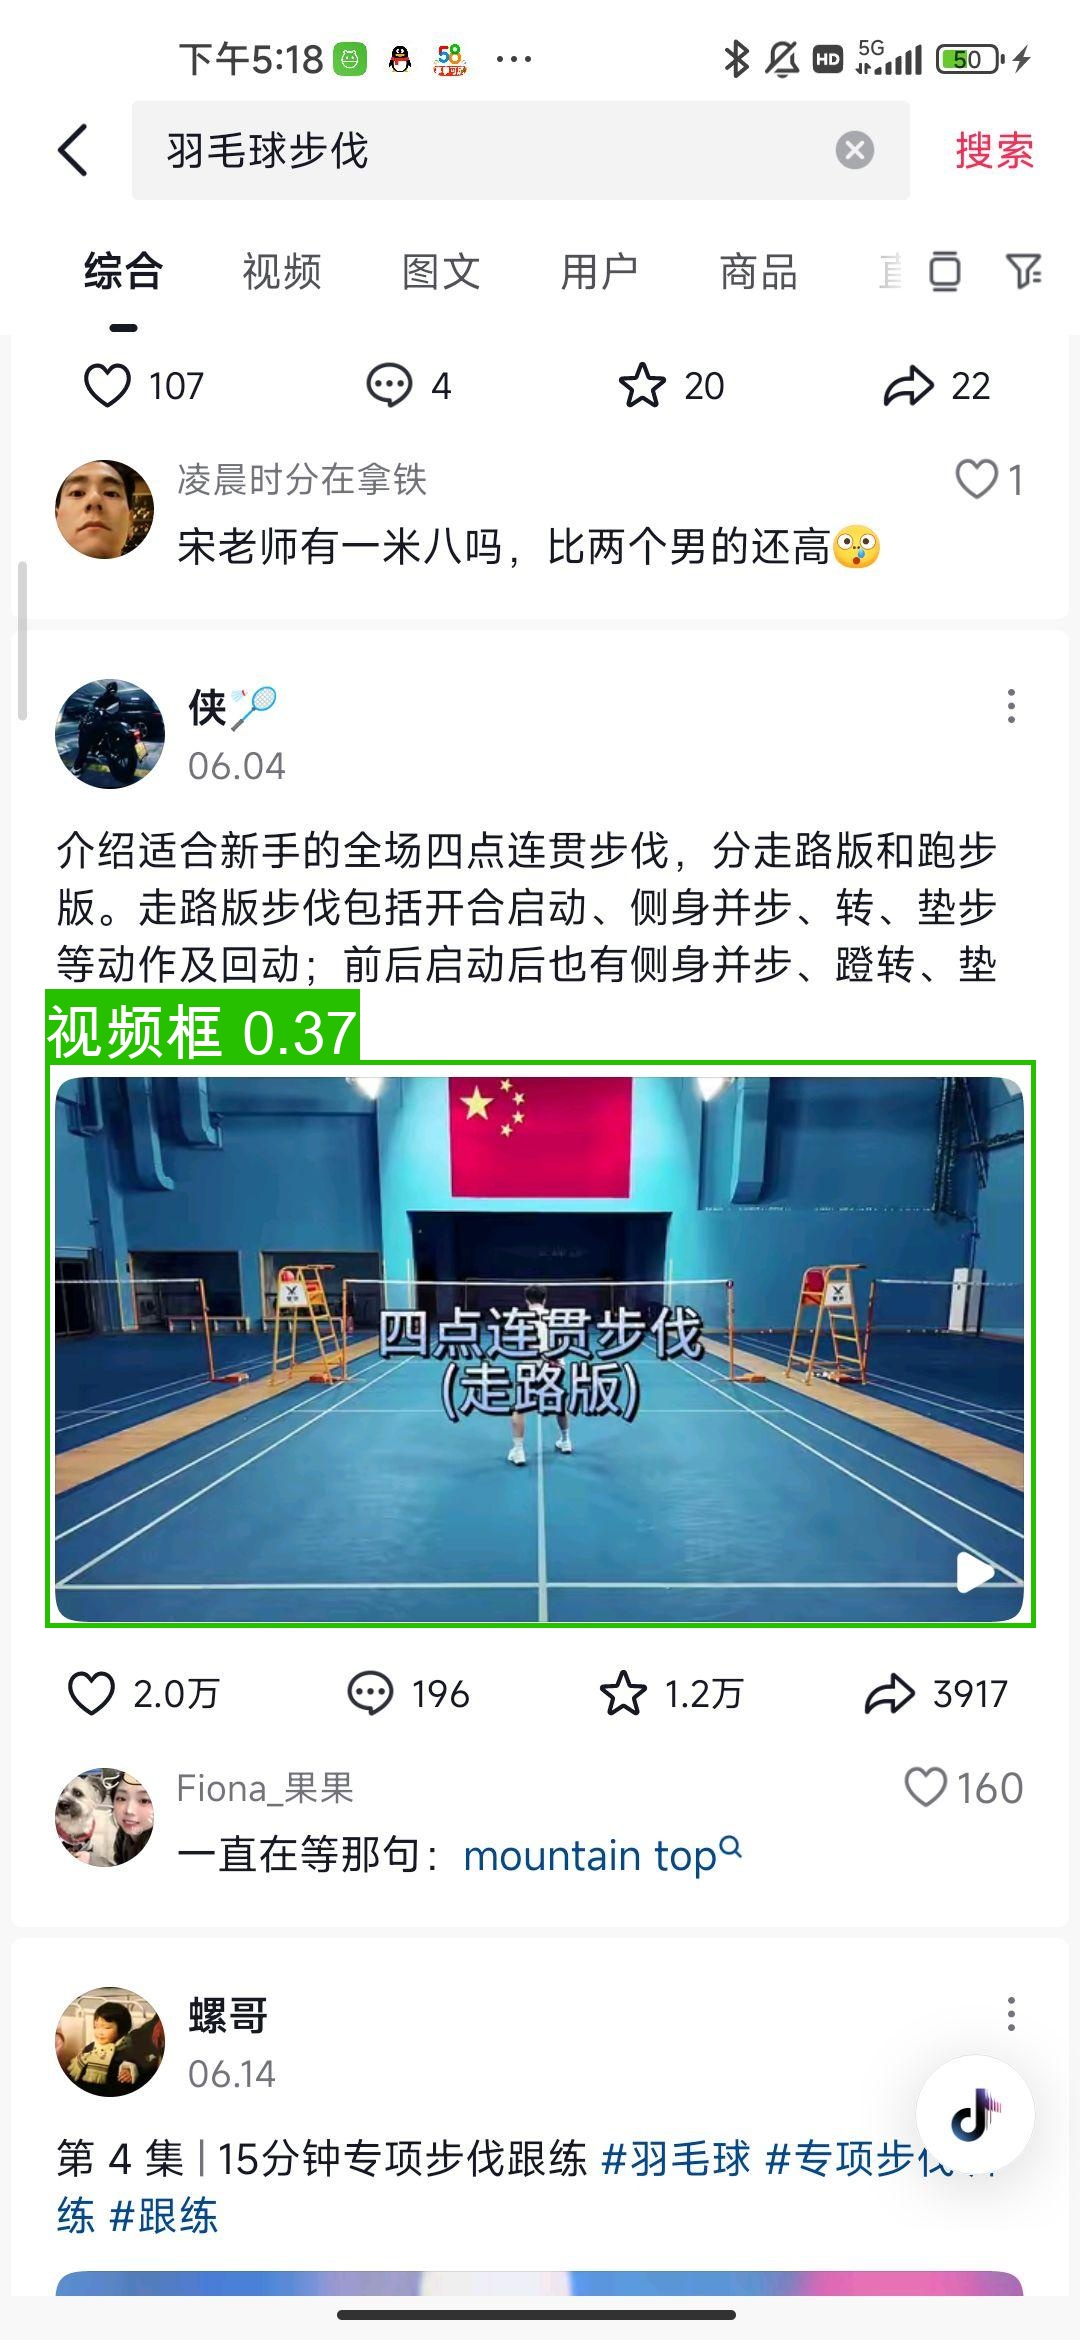 下午5:18
58
HD
5G
50
羽毛球步伐
搜索
综合
视频
图文
用户
商品
107
4
20
22
凌晨时分在拿铁
1
宋老师有一米八吗，比两个男的还高
侠
06.04
介绍适合新手的全场四点连贯步伐，分走路版和跑步
版。走路版步伐包括开合启动、侧身并步、转、垫步
等动作及回动；前后启动后也有侧身并步、蹬转、垫
视频框 0.37
四点连贯步伐
(走路版)
2.0万
196
1.2万
3917
Fiona_果果
160
一直在等那句：mountain top
螺哥
06.14
第 4 集 | 15分钟专项步伐跟练 #羽毛球 #专项步伐
练 #跟练